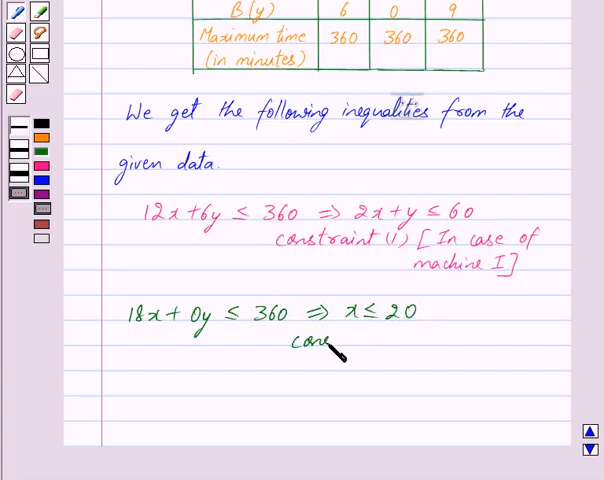 B(y) 6 0 9
Maximum time 360 360 360
(in minutes)
We get the following inequalities from the
given data.
12x+6y ≤ 360 ⇒ 2x+y ≤ 60
constraint (1) [In case of
machine I]
18x+0y ≤ 360 ⇒ x ≤ 20
cons